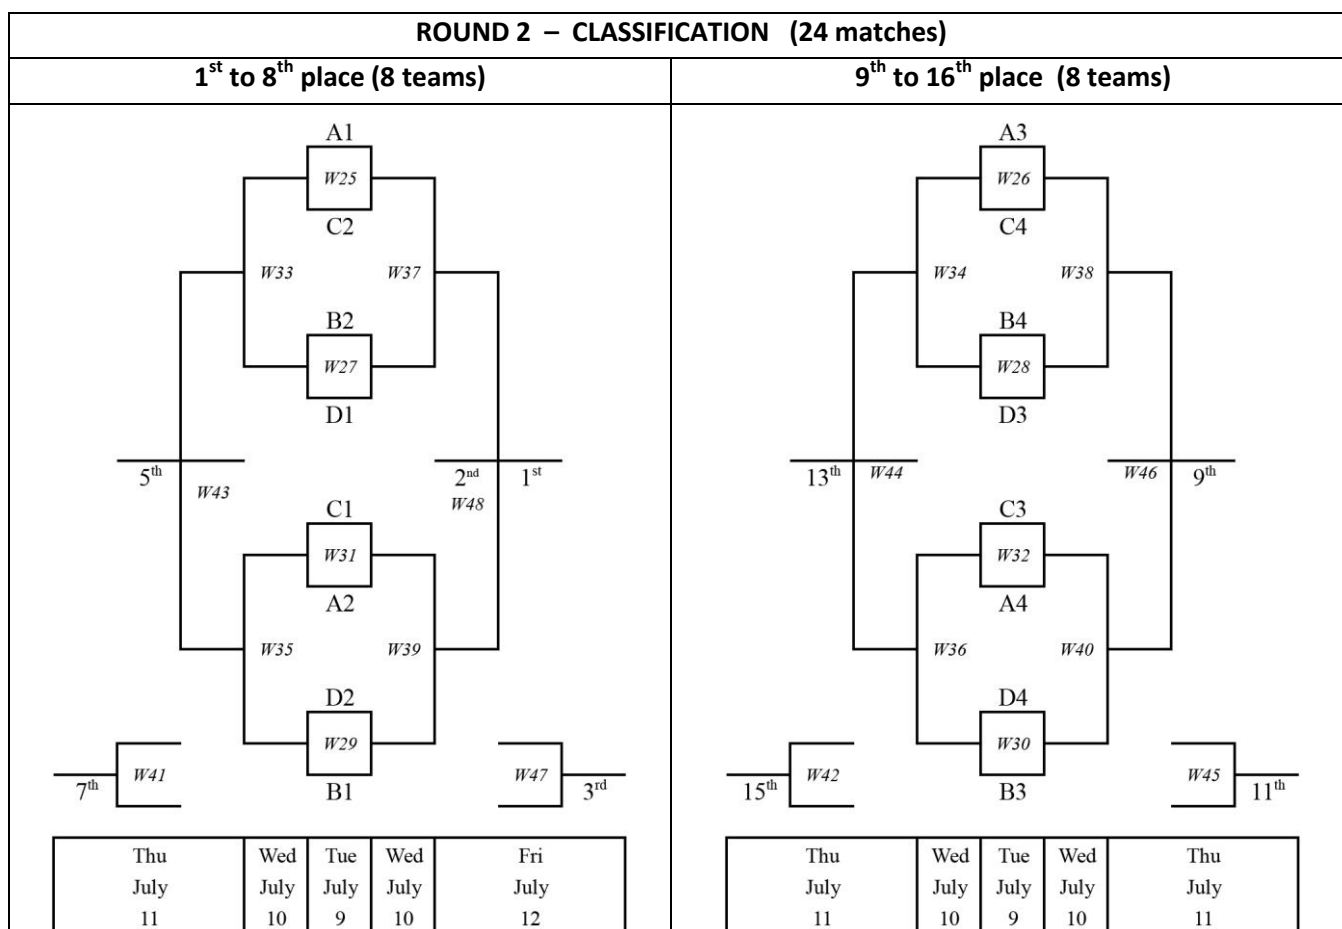 ROUND 2 – CLASSIFICATION (24 matches)
1st to 8th place (8 teams)
9th to 16th place (8 teams)
A1
W25
C2
W33
W37
B2
W27
D1
5th
W43
2nd
1st
W48
C1
W31
A2
W35
W39
D2
W29
B1
7th
W41
W47
3rd
Thu Wed Tue Wed Fri
July July July July July
11 10 9 10 12
A3
W26
C4
W34
W38
B4
W28
D3
13th
W44
W46
9th
C3
W32
A4
W36
W40
D4
W30
B3
15th
W42
W45
11th
Thu Wed Tue Wed Thu
July July July July July
11 10 9 10 11